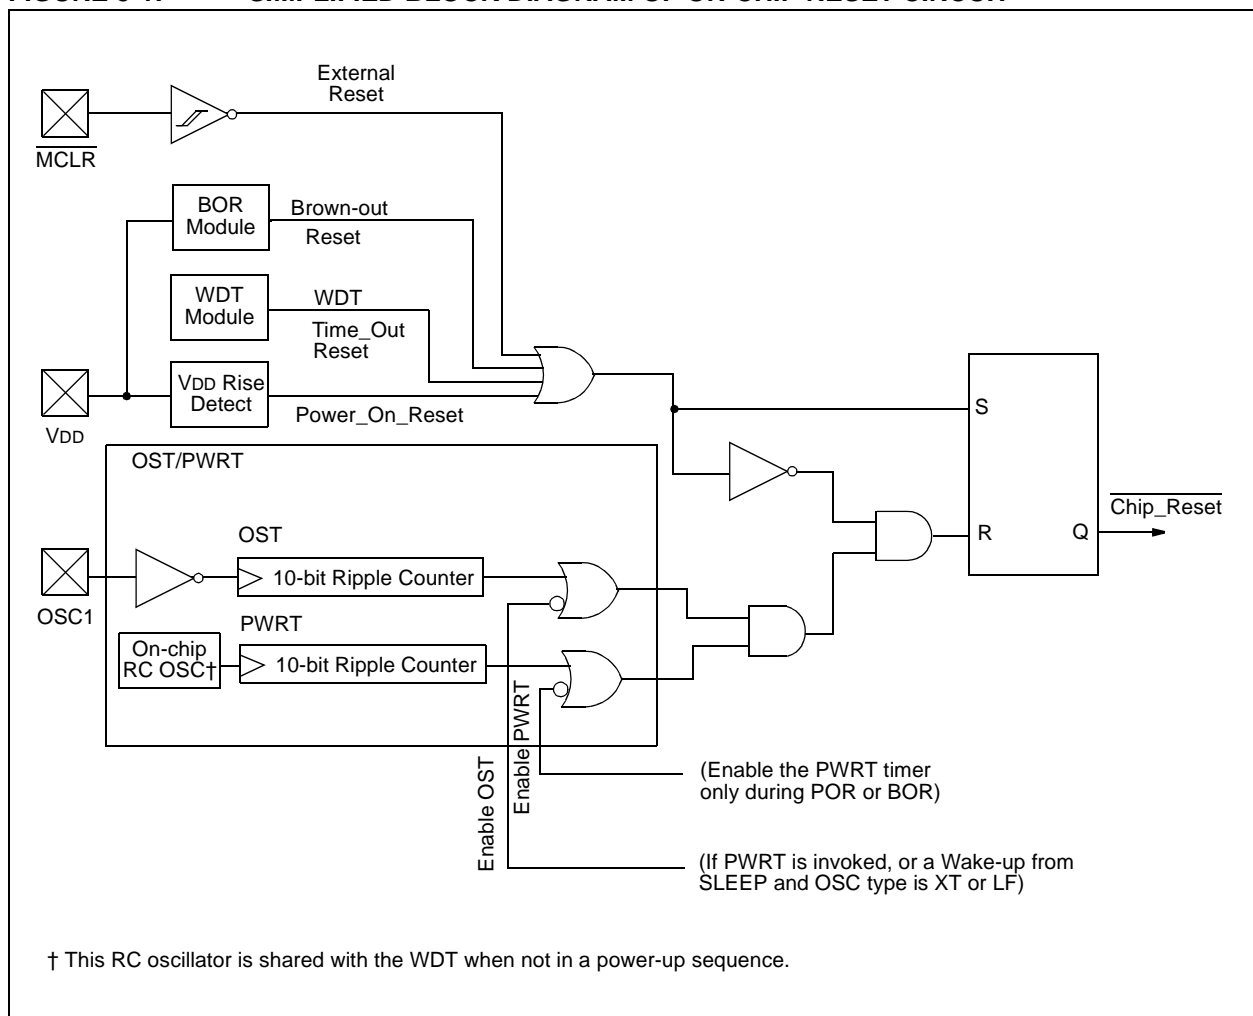 External
Reset
MCLR
BOR
Module
Brown-out
Reset
WDT
Module
WDT
Time_Out
Reset
VDD Rise
Detect
Power_On_Reset
VDD
S
R
Q
Chip_Reset
OST/PWRT
OST
10-bit Ripple Counter
OSC1
PWRT
On-chip
RC OSC†
10-bit Ripple Counter
Enable OST
Enable PWRT
(Enable the PWRT timer
only during POR or BOR)
(If PWRT is invoked, or a Wake-up from
SLEEP and OSC type is XT or LF)
† This RC oscillator is shared with the WDT when not in a power-up sequence.